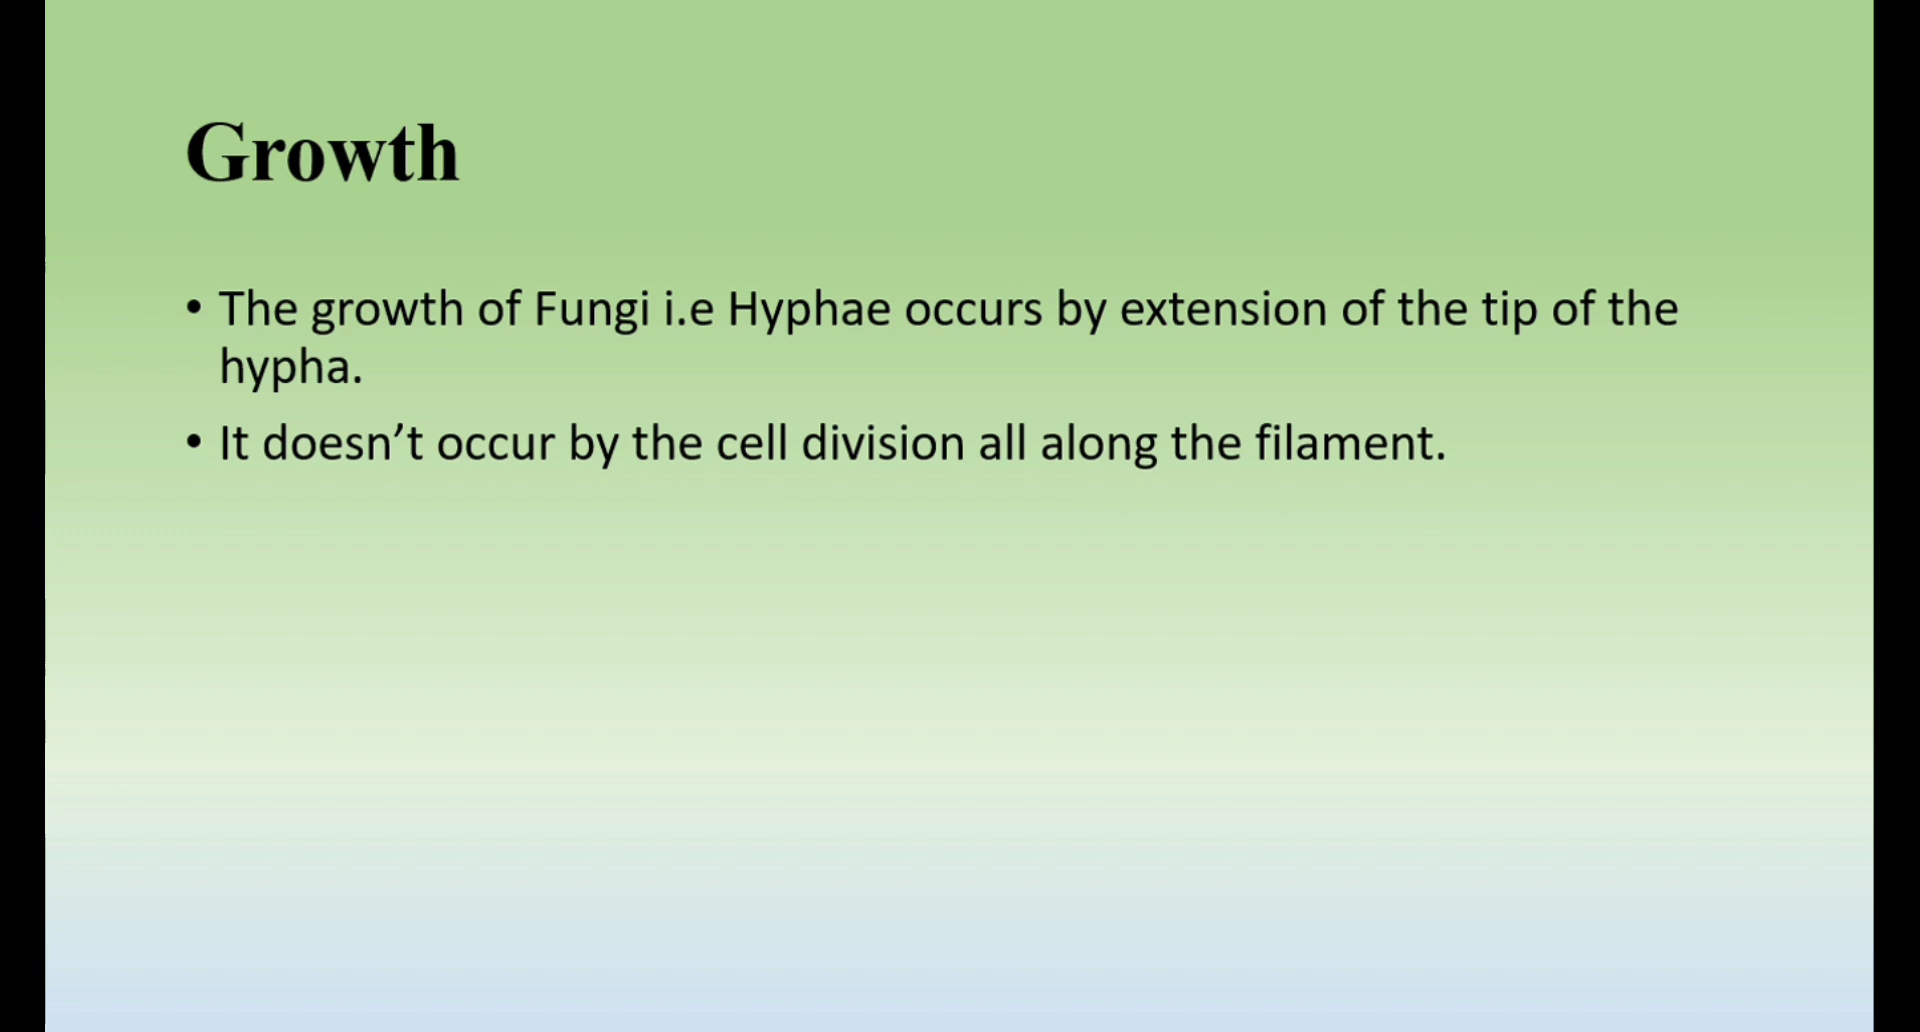 Growth
• The growth of Fungi i.e Hyphae occurs by extension of the tip of the
hypha.
• It doesn’t occur by the cell division all along the filament.